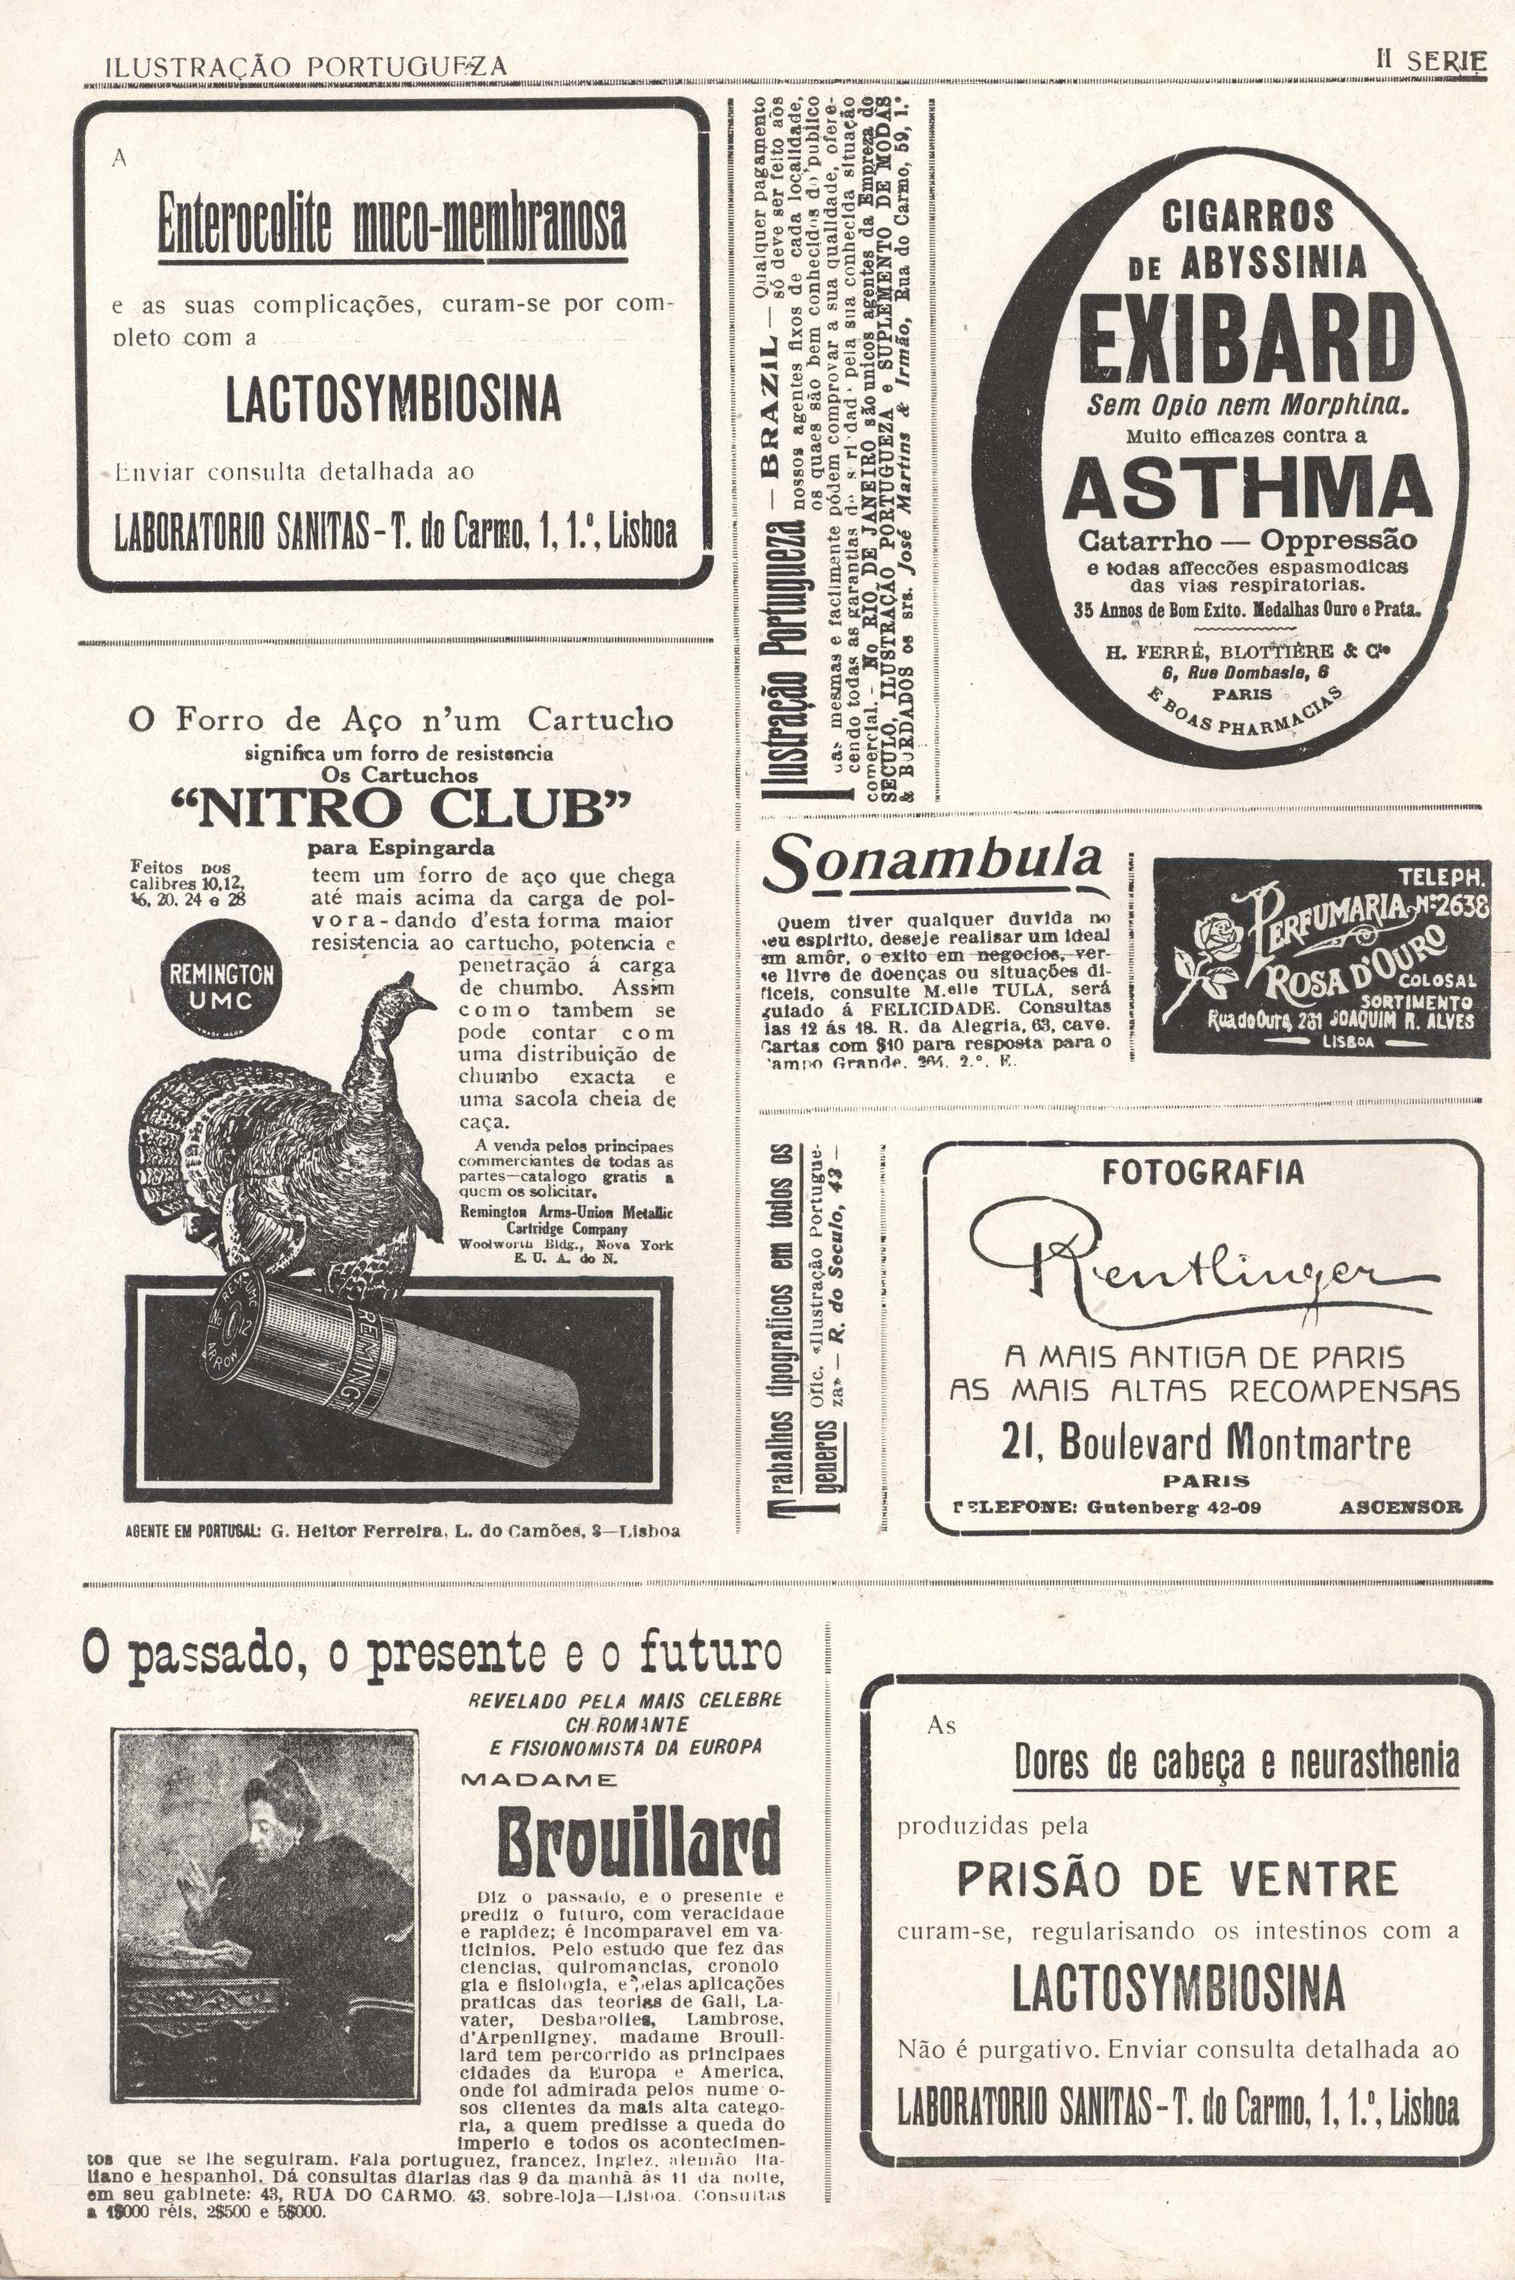 ILUSTRAÇÃO PORTUGUEZA
II SERIE
A
Enterocolite muco-membranosa
e as suas complicações, curam-se por com-
pleto com a
LACTOSYMBIOSINA
Enviar consulta detalhada ao
LABORATORIO SANITAS-T. do Carmo, 1, 1.º, Lisboa
Ilustração Portugueza — BRAZIL — Qualquer pagamento
só deve ser feito aos
nossos agentes fixos de cada localidade,
os quaes são bem conhecidos do publico
das mesmas e facilmente pódem comprovar a sua qualidade, ofere-
cendo todas as garantias de seriedade pela sua conhecida situação
comercial.- No RIO DE JANEIRO são unicos agentes da Empreza do
SECULO, ILUSTRAÇÃO PORTUGUEZA e SUPLEMENTO DE MODAS
& BORDADOS os srs. José Martins & Irmão, Rua do Carmo, 59, 1.º
CIGARROS
DE ABYSSINIA
EXIBARD
Sem Opio nem Morphina.
Muito efficazes contra a
ASTHMA
Catarrho — Oppressão
e todas affecções espasmodicas
das vias respiratorias.
35 Annos de Bom Exito. Medalhas Ouro e Prata.
H. FERRÉ, BLOTTIÈRE & Cie
6, Rue Dombasle, 6
PARIS
E BOAS PHARMACIAS
O Forro de Aço n'um Cartucho
significa um forro de resistencia
Os Cartuchos
“NITRO CLUB”
para Espingarda
Feitos nos
calibres 10,12,
16, 20, 24 e 28
REMINGTON
UMC
TRADE MARK
teem um forro de aço que chega
até mais acima da carga de pol-
vora-dando d'esta forma maior
resistencia ao cartucho, potencia e
penetração á carga
de chumbo. Assim
como tambem se
pode contar com
uma distribuição de
chumbo exacta e
uma sacola cheia de
caça.
A venda pelos principaes
commerciantes de todas as
partes—catalogo gratis a
quem os solicitar.
Remington Arms-Union Metallic
Cartridge Company
Woolworth Bldg., Nova York
E. U. A. do N.
REM-UMC
No 12
ARROW
REMINGT
AGENTE EM PORTUGAL: G. Heitor Ferreira, L. do Camões, 3—Lisboa
Sonambula
Quem tiver qualquer duvida no
seu espirito, deseje realisar um ideal
em amôr, o exito em negocios, ver-
se livre de doenças ou situações di-
ficeis, consulte M.elle TULA, será
guiado á FELICIDADE. Consultas
das 12 ás 18. R. da Alegria, 63, cave.
Cartas com $10 para resposta para o
Campo Grande, 264, 2.º, E.
TELEPH.
Nº2638
PERFUMARIA
ROSA D'OURO
COLOSAL
SORTIMENTO
Rua do Ouro, 231 JOAQUIM R. ALVES
— LISBOA —
Trabalhos tipograficos em todos os
generos Ofic. «Ilustração Portugue-
za» — R. do Seculo, 43 —
FOTOGRAFIA
Reutlinger
A MAIS ANTIGA DE PARIS
AS MAIS ALTAS RECOMPENSAS
21, Boulevard Montmartre
PARIS
TELEFONE: Gutenberg 42-09 ASCENSOR
O passado, o presente e o futuro
REVELADO PELA MAIS CELEBRE
CHIROMANTE
E FISIONOMISTA DA EUROPA
MADAME
Brouillard
Diz o passado, e o presente e
prediz o futuro, com veracidade
e rapidez; é incomparavel em va-
ticinios. Pelo estudo que fez das
ciencias, quiromancias, cronolo
gia e fisiologia, e pelas aplicações
praticas das teorias de Gall, La-
vater, Desbarolles, Lambrose,
d'Arpenligney, madame Brouil-
lard tem percorrido as principaes
cidades da Europa e America,
onde foi admirada pelos nume o-
sos clientes da mais alta catego-
ria, a quem predisse a queda do
imperio e todos os acontecimen-
tos que se lhe seguiram. Fala portuguez, francez, inglez, alemão ita-
liano e hespanhol. Dá consultas diarias das 9 da manhã ás 11 da noite,
em seu gabinete: 43, RUA DO CARMO, 43, sobre-loja—Lisboa. Consultas
a 1$000 réis, 2$500 e 5$000.
As
Dores de cabeça e neurasthenia
produzidas pela
PRISÃO DE VENTRE
curam-se, regularisando os intestinos com a
LACTOSYMBIOSINA
Não é purgativo. Enviar consulta detalhada ao
LABORATORIO SANITAS-T. do Carmo, 1, 1.º, Lisboa